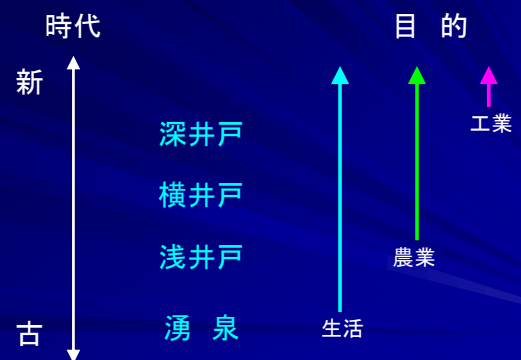 時代
目 的
新
工業
深井戸
横井戸
浅井戸
農業
湧 泉
生活
古